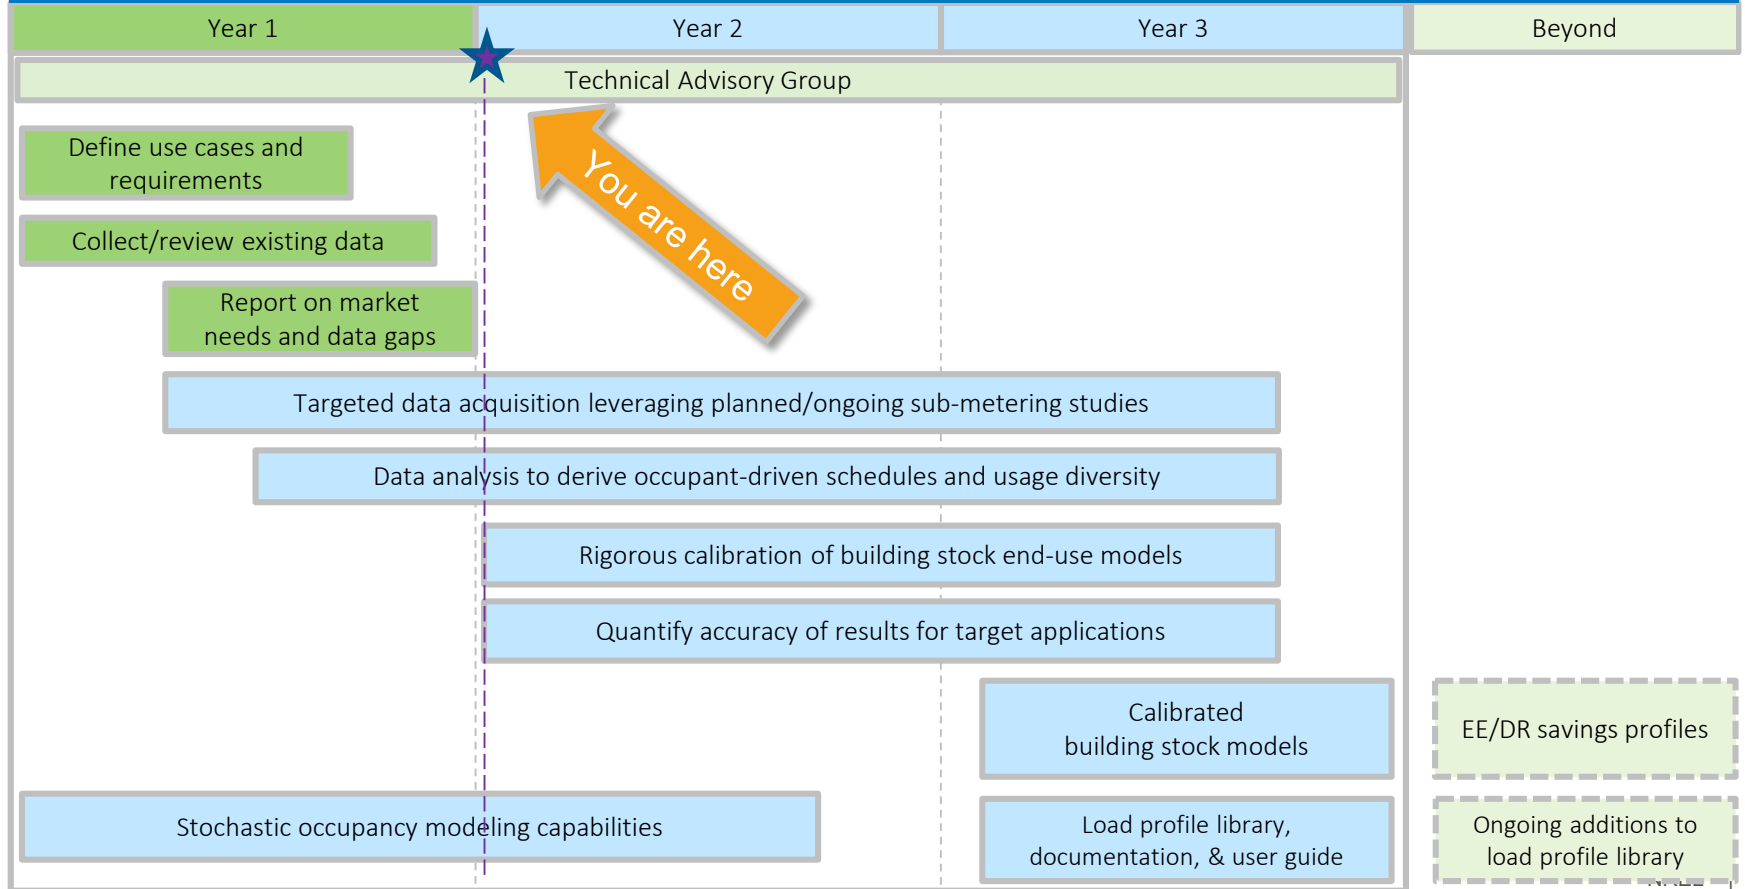 Year 1
Year 2
Year 3
Beyond
Technical Advisory Group
Define use cases and
requirements
You are here
Collect/review existing data
Report on market
needs and data gaps
Targeted data acquisition leveraging planned/ongoing sub-metering studies
Data analysis to derive occupant-driven schedules and usage diversity
Rigorous calibration of building stock end-use models
Quantify accuracy of results for target applications
Calibrated
building stock models
EE/DR savings profiles
Stochastic occupancy modeling capabilities
Load profile library,
documentation, & user guide
Ongoing additions to
load profile library